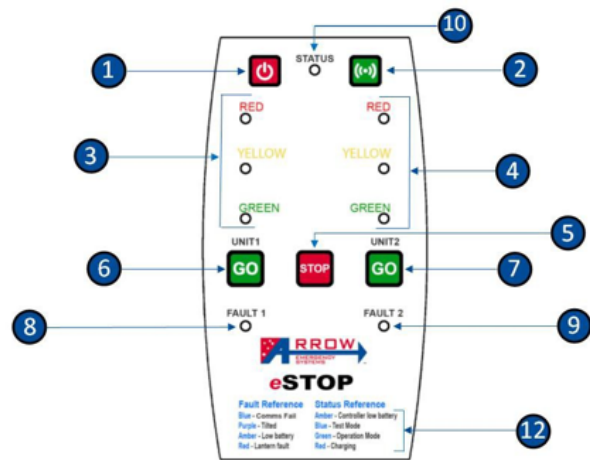 10
STATUS
1
2
RED RED
3
4
YELLOW YELLOW
GREEN GREEN
5
UNIT1 UNIT2
6
GO STOP GO
7
FAULT 1 FAULT 2
8
9
ARROW
EMERGENCY
SYSTEMS
eSTOP
Fault Reference Status Reference
Blue - Comms Fail Amber - Controller low battery
Purple - Tilted Blue - Test Mode
Amber - Low battery Green - Operation Mode
Red - Lantern fault Red - Charging
12